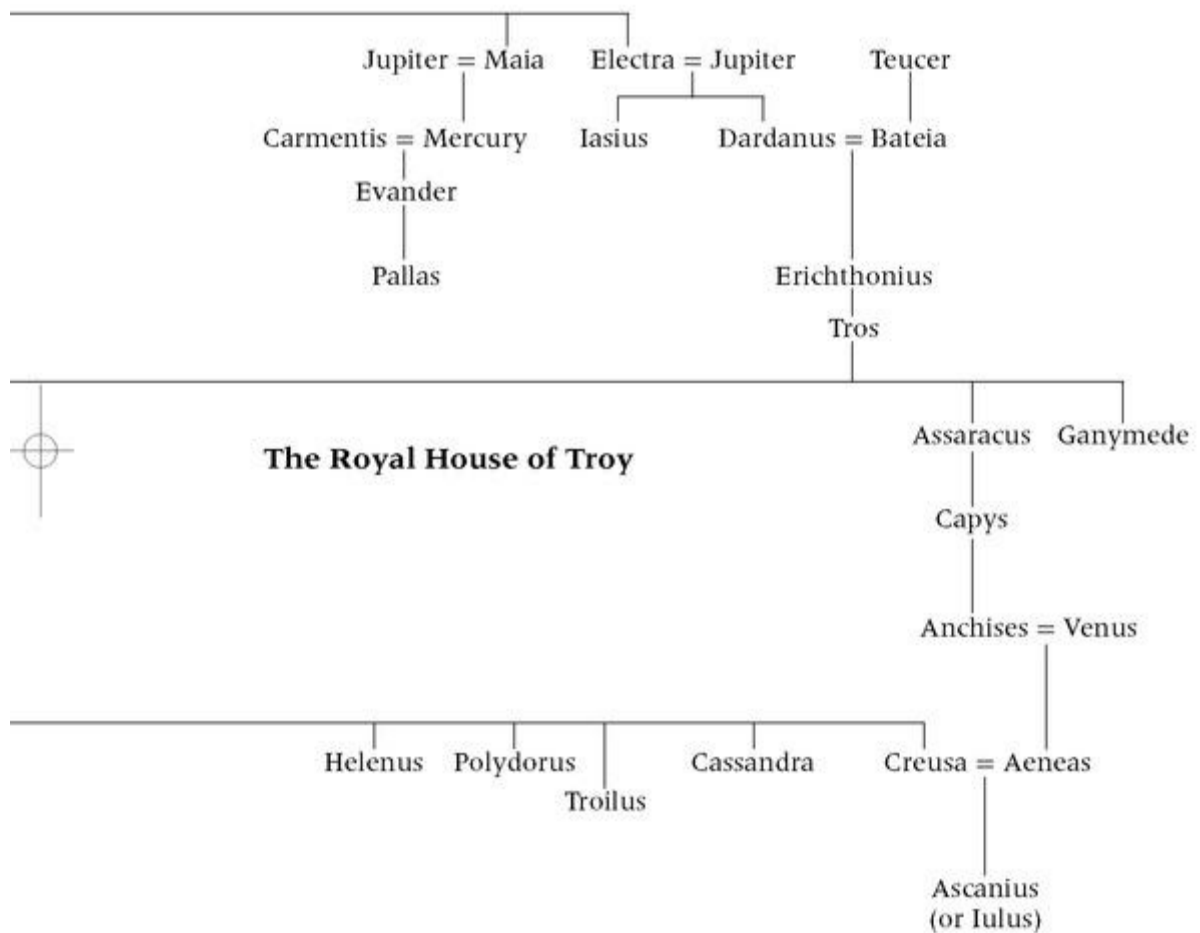 Jupiter = Maia Electra = Jupiter Teucer
Carmentis = Mercury Iasius Dardanus = Bateia
Evander
Pallas Erichthonius
Tros
Assaracus Ganymede
The Royal House of Troy
Capys
Anchises = Venus
Helenus Polydorus Cassandra Creusa = Aeneas
Troilus
Ascanius
(or Iulus)